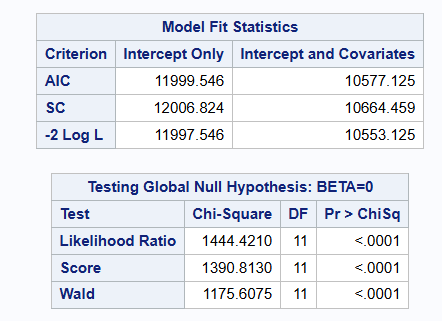 Model Fit Statistics
Criterion Intercept Only Intercept and Covariates
AIC 11999.546 10577.125
SC 12006.824 10664.459
-2 Log L 11997.546 10553.125
Testing Global Null Hypothesis: BETA=0
Test Chi-Square DF Pr > ChiSq
Likelihood Ratio 1444.4210 11 <.0001
Score 1390.8130 11 <.0001
Wald 1175.6075 11 <.0001